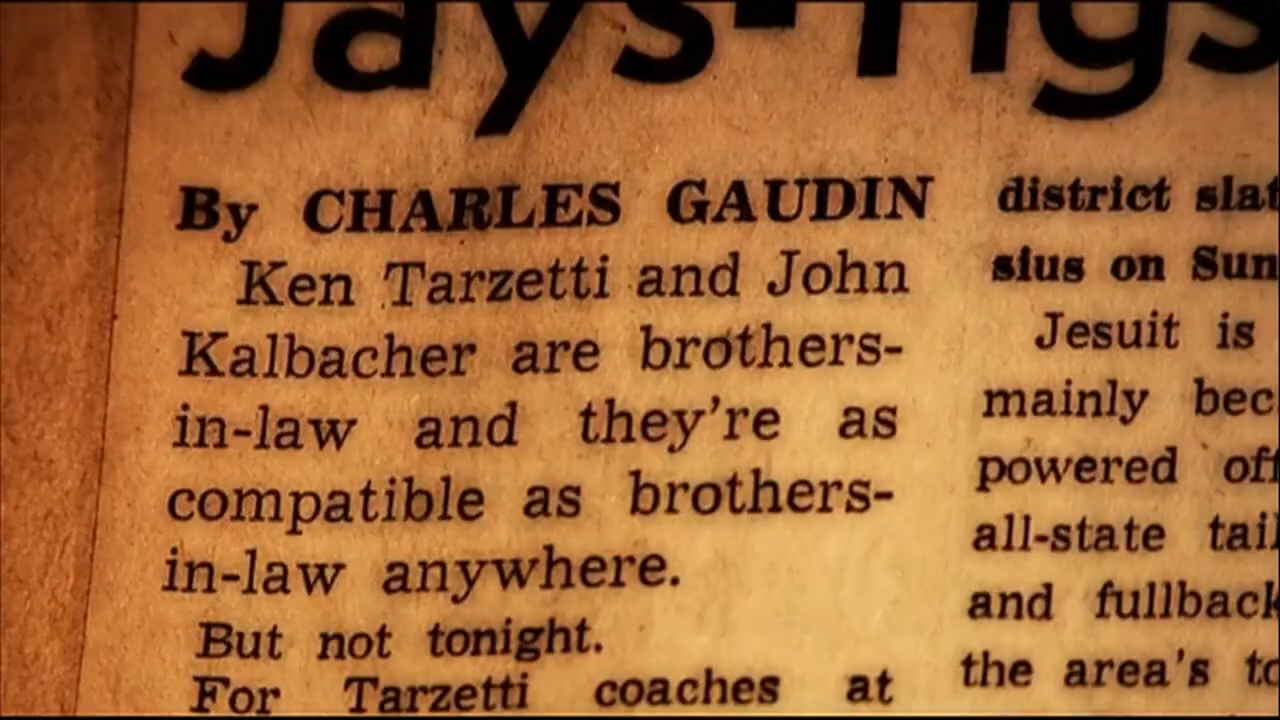 Jays-Tigs
By CHARLES GAUDIN
Ken Tarzetti and John
Kalbacher are brothers-
in-law and they're as
compatible as brothers-
in-law anywhere.
But not tonight.
For Tarzetti coaches at
district
sius on
Jesuit is
mainly
powered
all-state
and
the area's